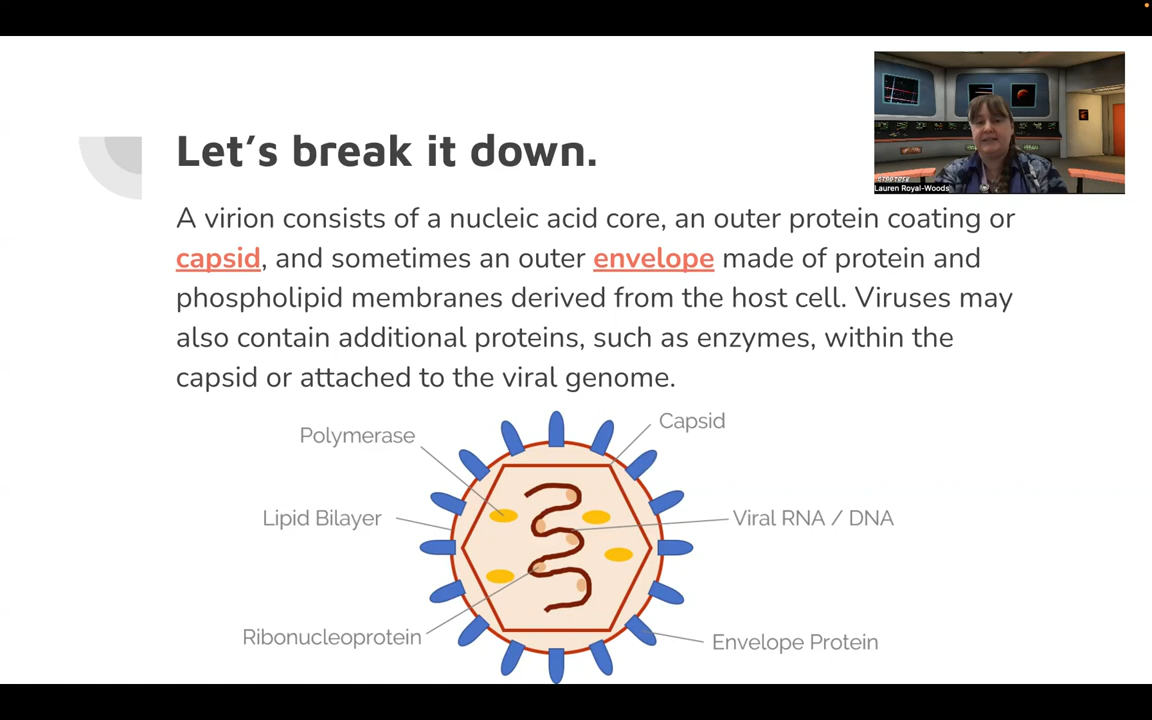 Let's break it down.
A virion consists of a nucleic acid core, an outer protein coating or
capsid, and sometimes an outer envelope made of protein and
phospholipid membranes derived from the host cell. Viruses may
also contain additional proteins, such as enzymes, within the
capsid or attached to the viral genome.
Polymerase
Capsid
Lipid Bilayer
Viral RNA / DNA
Ribonucleoprotein
Envelope Protein
STAR TREK
Lauren Royal-Woods